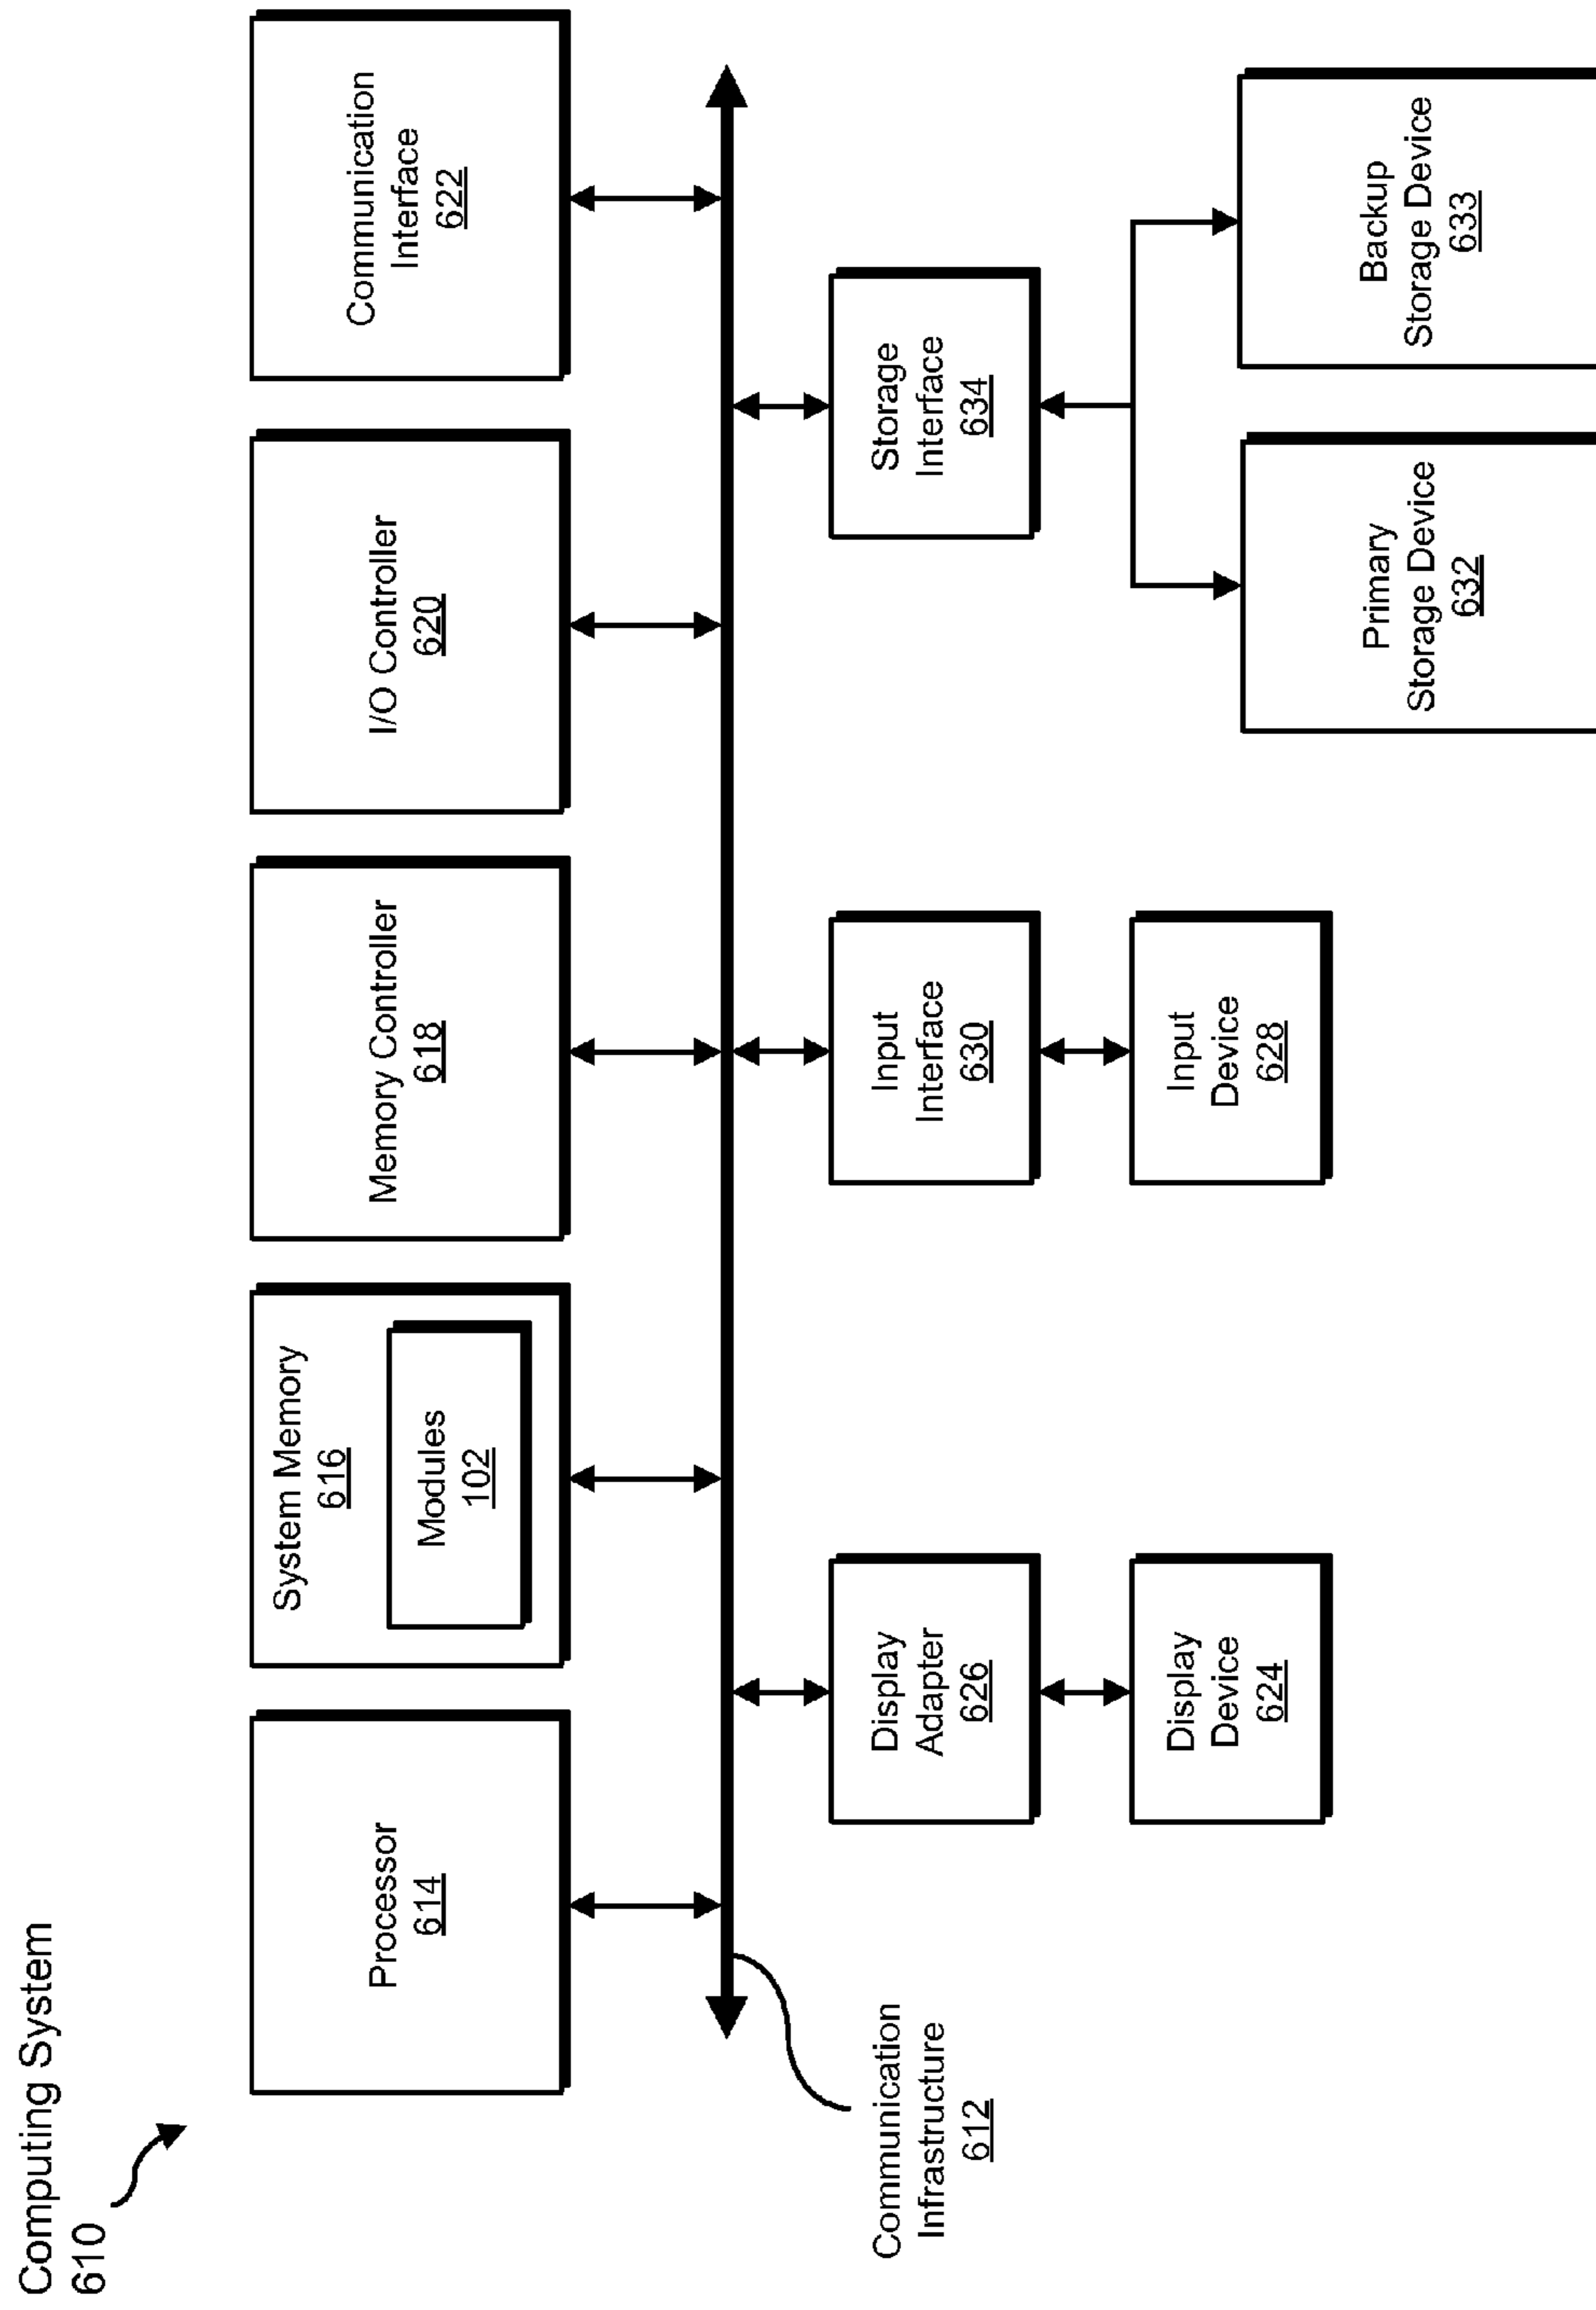 Computing System
610
Processor
614
System Memory
616
Modules
102
Memory Controller
618
I/O Controller
620
Communication
Interface
622
Communication
Infrastructure
612
Display
Adapter
626
Input
Interface
630
Storage
Interface
634
Display
Device
624
Input
Device
628
Primary
Storage Device
632
Backup
Storage Device
633